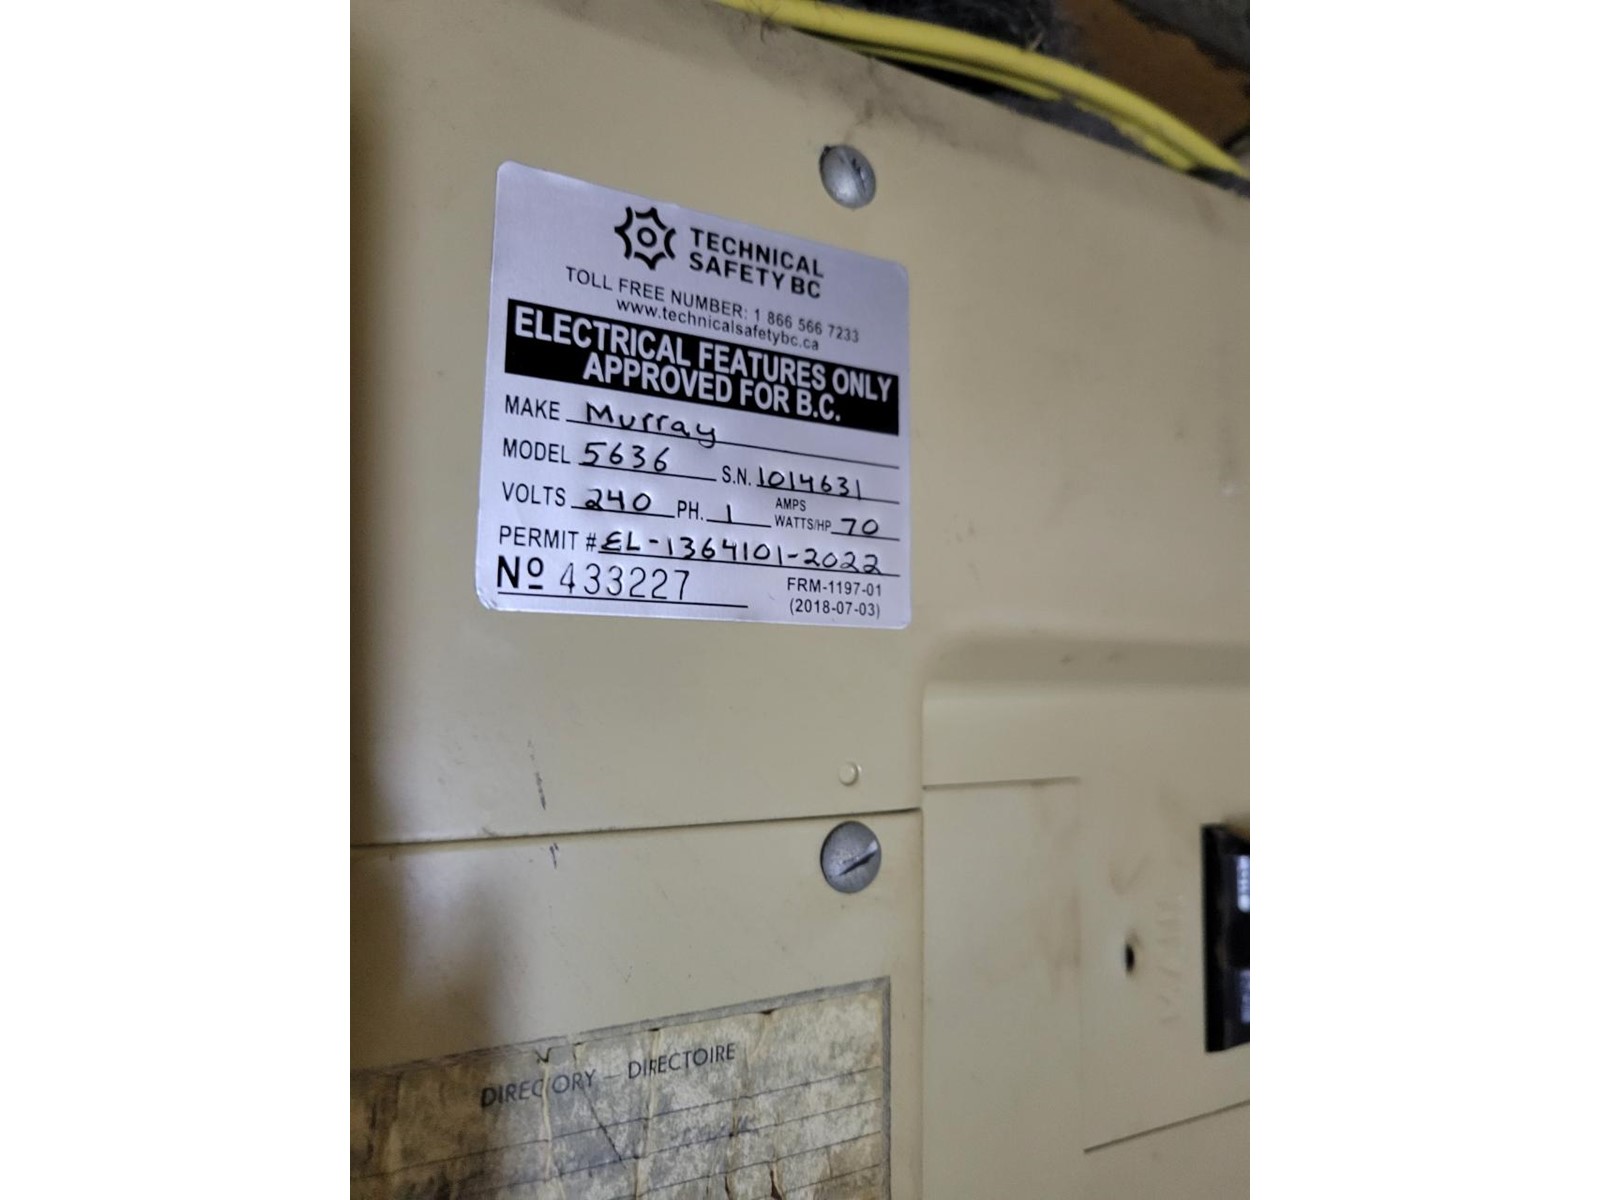 TECHNICAL
SAFETY BC
TOLL FREE NUMBER: 1 866 566 7233
www.technicalsafetybc.ca
ELECTRICAL FEATURES ONLY
APPROVED FOR B.C.
MAKE Murray
MODEL 5636 S.N. 1014631
VOLTS 240 PH. 1 AMPS WATTS/HP 70
PERMIT # EL-1364101-2022
Nº 433227 FRM-1197-01
(2018-07-03)
DIRECTORY — DIRECTOIRE